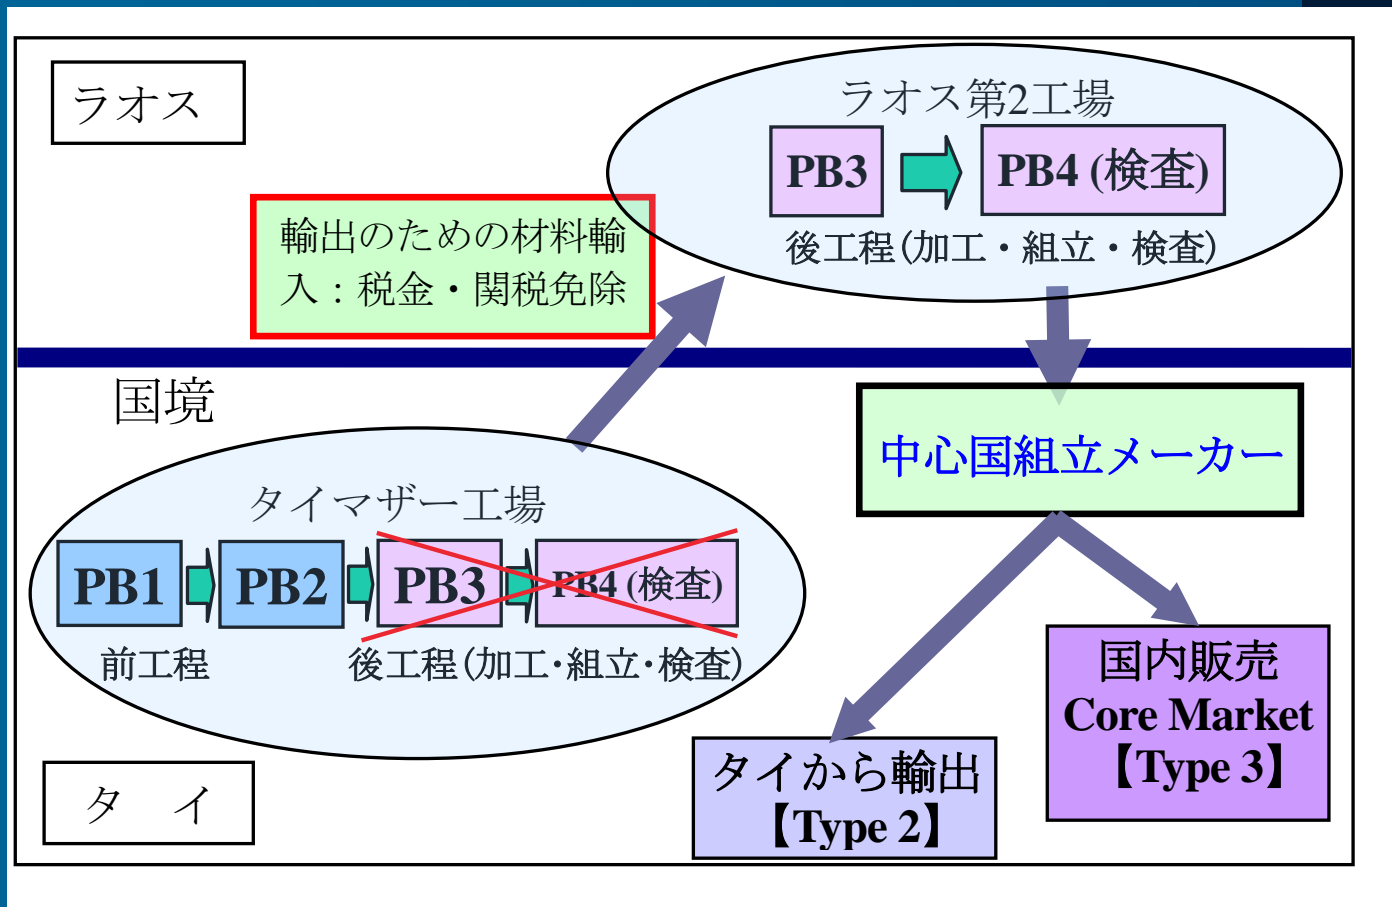 ラオス
ラオス第2工場
PB3
PB4 (検査)
後工程(加工・組立・検査)
輸出のための材料輸
入：税金・関税免除
国境
中心国組立メーカー
タイマザー工場
PB1
PB2
PB3
PB4 (検査)
前工程
後工程(加工・組立・検査)
国内販売
Core Market
【Type 3】
タイから輸出
【Type 2】
タ　イ